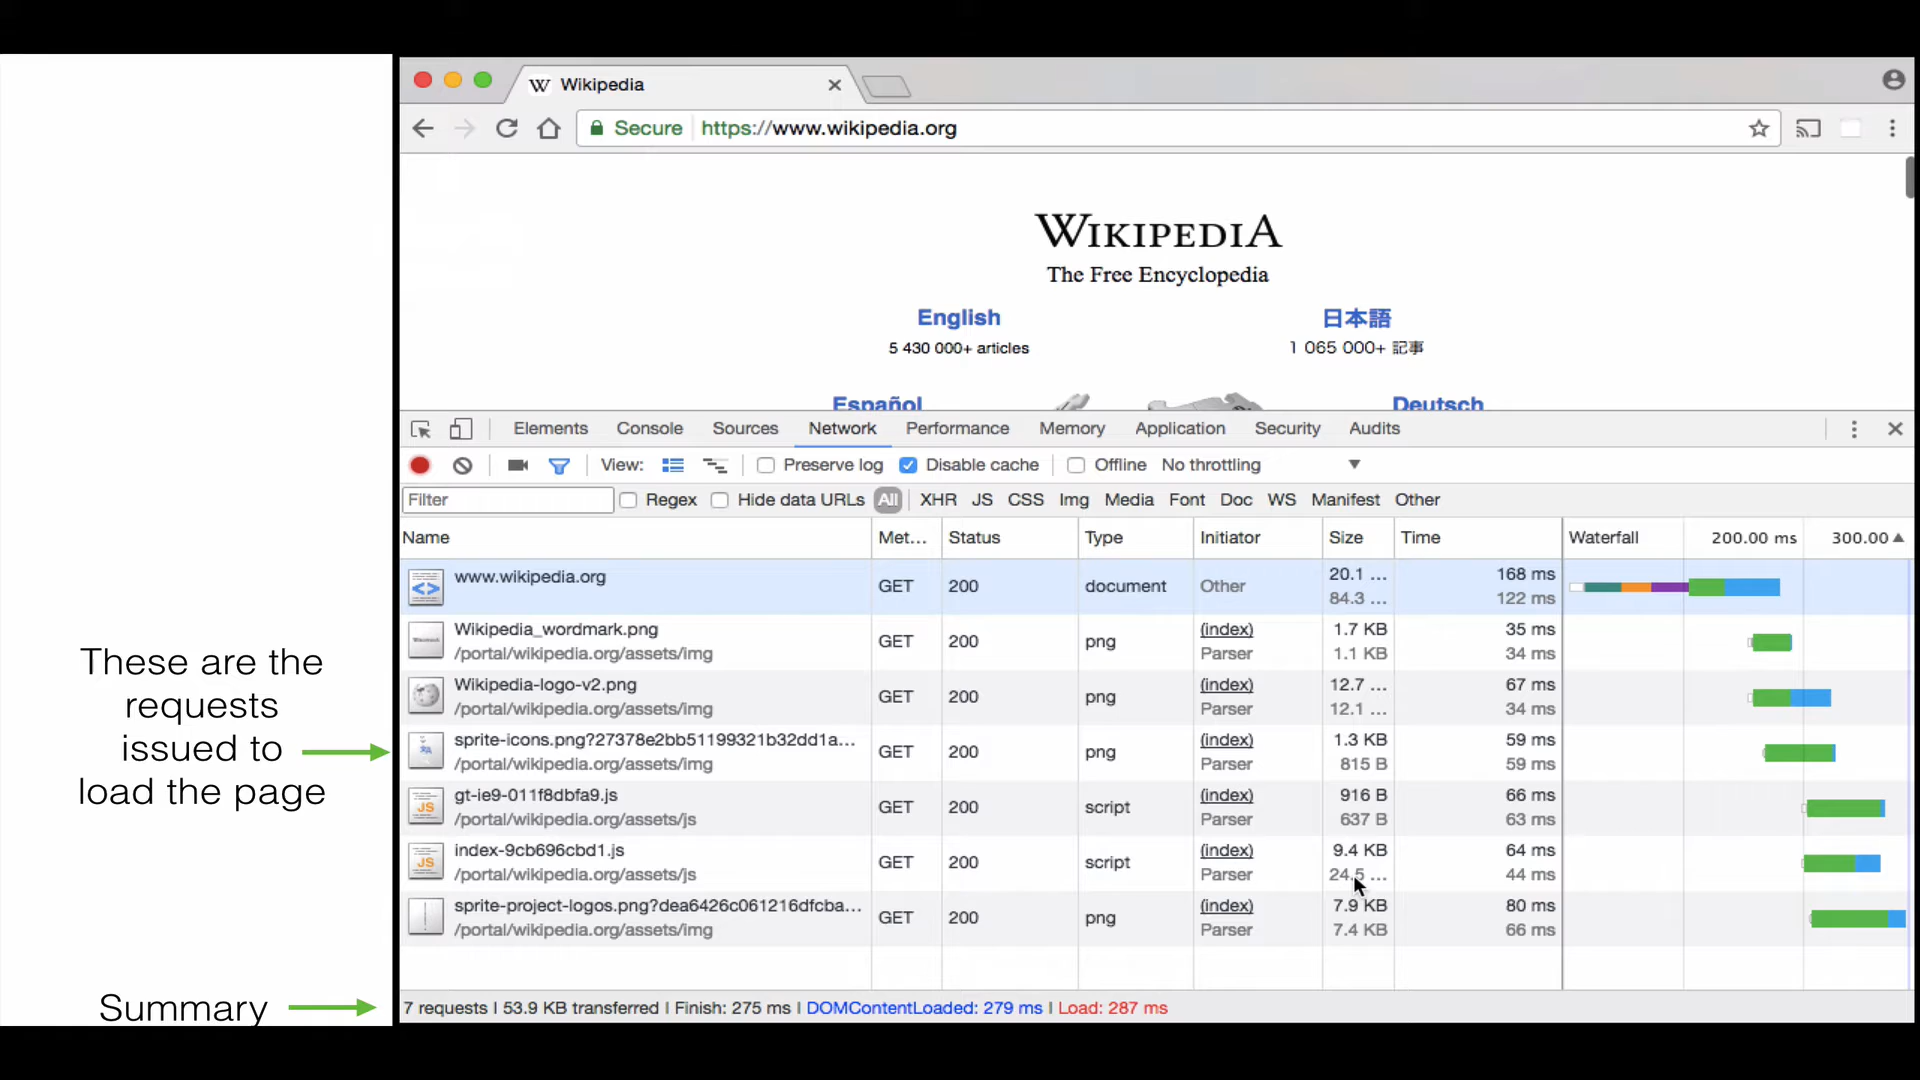 Wikipedia
Secure https://www.wikipedia.org
WIKIPEDIA
The Free Encyclopedia
English 日本語
5 430 000+ articles 1 065 000+ 記事
Español Deutsch
Elements Console Sources Network Performance Memory Application Security Audits
View: Preserve log Disable cache Offline No throttling
Filter Regex Hide data URLs All XHR JS CSS Img Media Font Doc WS Manifest Other
Name Met... Status Type Initiator Size Time Waterfall 200.00 ms 300.00
www.wikipedia.org GET 200 document Other 20.1 ... 168 ms
84.3 ... 122 ms
Wikipedia_wordmark.png GET 200 png (index) 1.7 KB 35 ms
/portal/wikipedia.org/assets/img Parser 1.1 KB 34 ms
Wikipedia-logo-v2.png GET 200 png (index) 12.7 ... 67 ms
/portal/wikipedia.org/assets/img Parser 12.1 ... 34 ms
sprite-icons.png?27378e2bb51199321b32dd1a... GET 200 png (index) 1.3 KB 59 ms
/portal/wikipedia.org/assets/img Parser 815 B 59 ms
gt-ie9-011f8dbfa9.js GET 200 script (index) 916 B 66 ms
/portal/wikipedia.org/assets/js Parser 637 B 63 ms
index-9cb696cbd1.js GET 200 script (index) 9.4 KB 64 ms
/portal/wikipedia.org/assets/js Parser 24.5 ... 44 ms
sprite-project-logos.png?dea6426c061216dfcba... GET 200 png (index) 7.9 KB 80 ms
/portal/wikipedia.org/assets/img Parser 7.4 KB 66 ms
7 requests | 53.9 KB transferred | Finish: 275 ms | DOMContentLoaded: 279 ms | Load: 287 ms
These are the
requests
issued to
load the page
Summary